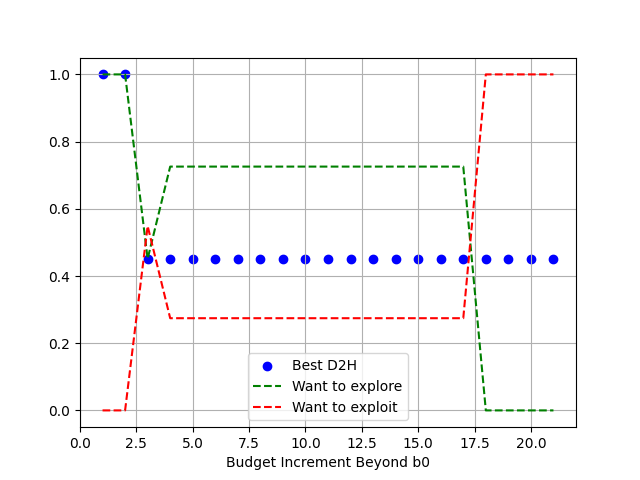 1.0
0.8
0.6
0.4
0.2
0.0
Best D2H
Want to explore
Want to exploit
0.0 2.5 5.0 7.5 10.0 12.5 15.0 17.5 20.0
Budget Increment Beyond b0